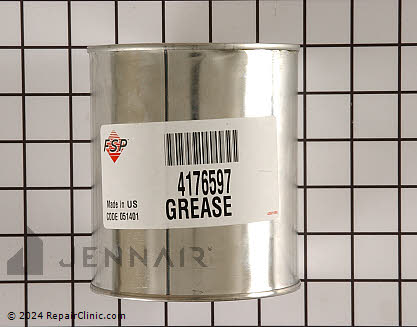 FSP
4176597
GREASE
Made in US
CODE 051401
JENNAIR
© 2024 RepairClinic.com